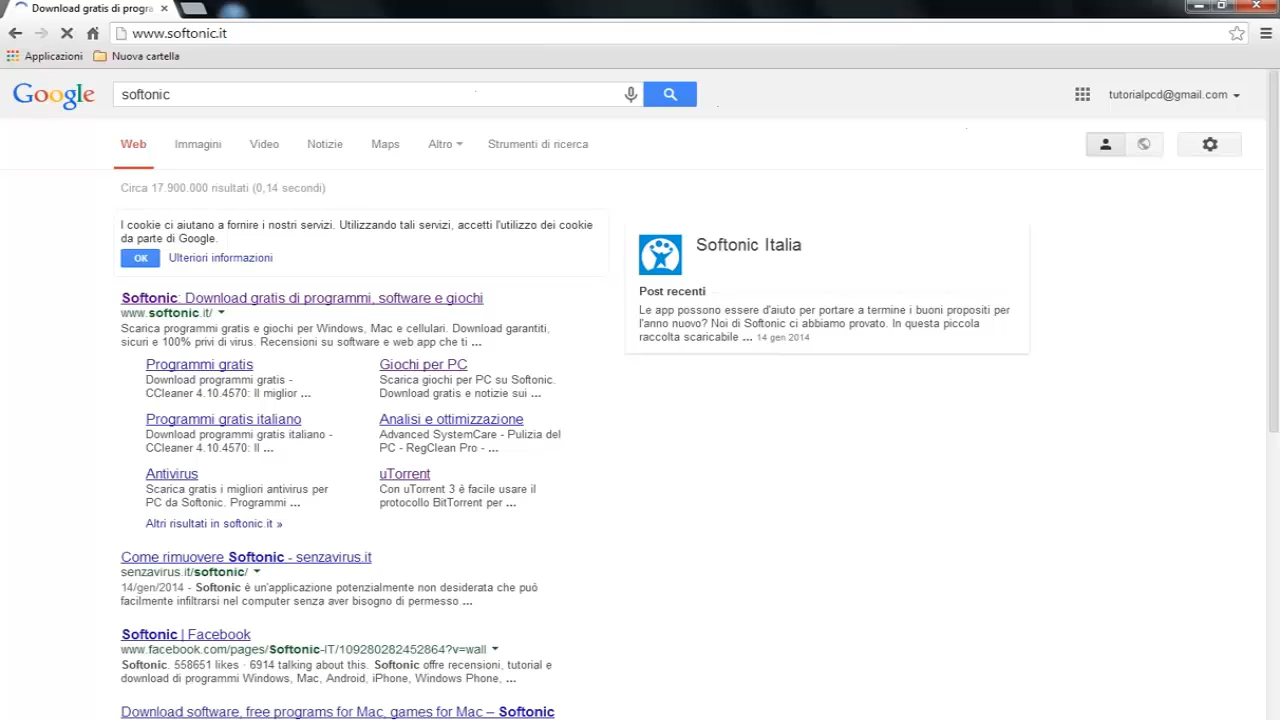 Download gratis di progra
www.softonic.it
Applicazioni
Nuova cartella
Google
softonic
tutorialpcd@gmail.com
Web
Immagini
Video
Notizie
Maps
Altro
Strumenti di ricerca
Circa 17.900.000 risultati (0,14 secondi)
I cookie ci aiutano a fornire i nostri servizi. Utilizzando tali servizi, accetti l'utilizzo dei cookie
da parte di Google.
OK
Ulteriori informazioni
Softonic: Download gratis di programmi, software e giochi
www.softonic.it/
Scarica programmi gratis e giochi per Windows, Mac e cellulari. Download garantiti,
sicuri e 100% privi di virus. Recensioni su software e web app che ti ...
Programmi gratis
Download programmi gratis -
CCleaner 4.10.4570: Il miglior ...
Giochi per PC
Scarica giochi per PC su Softonic.
Download gratis e notizie sui ...
Programmi gratis italiano
Download programmi gratis italiano -
CCleaner 4.10.4570: Il ...
Analisi e ottimizzazione
Advanced SystemCare - Pulizia del
PC - RegClean Pro - ...
Antivirus
Scarica gratis i migliori antivirus per
PC da Softonic. Programmi ...
uTorrent
Con uTorrent 3 è facile usare il
protocollo BitTorrent per ...
Altri risultati in softonic.it »
Come rimuovere Softonic - senzavirus.it
senzavirus.it/softonic/
14/gen/2014 - Softonic è un'applicazione potenzialmente non desiderata che può
facilmente infiltrarsi nel computer senza aver bisogno di permesso ...
Softonic | Facebook
www.facebook.com/pages/Softonic-IT/109280282452864?v=wall
Softonic. 558651 likes · 6914 talking about this. Softonic offre recensioni, tutorial e
download di programmi Windows, Mac, Android, iPhone, Windows Phone, ...
Download software, free programs for Mac, games for Mac – Softonic
Softonic Italia
Post recenti
Le app possono essere d'aiuto per portare a termine i buoni propositi per
l'anno nuovo? Noi di Softonic ci abbiamo provato. In questa piccola
raccolta scaricabile ... 14 gen 2014